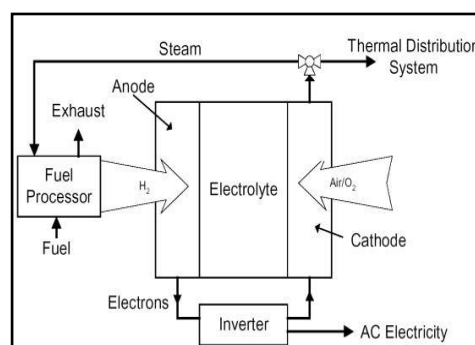 Steam
Thermal Distribution
System
Anode
Exhaust
Fuel
Processor
H2
Electrolyte
Air/O2
Fuel
Cathode
Electrons
Inverter
AC Electricity